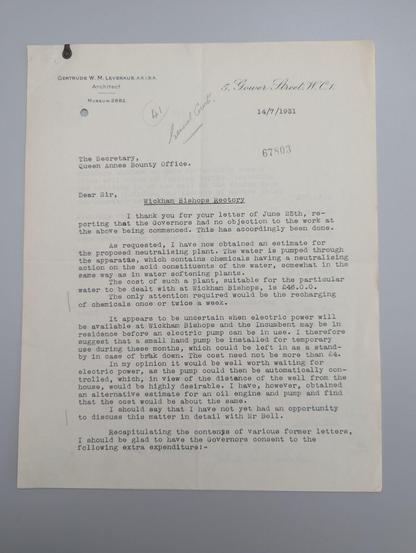 GERTRUDE W. M. LEVERKUS, A.R.I.B.A.
Architect
MUSEUM 2881
5, Gower Street, W.C.1.
14/7/1931
41
67803
The Secretary,
Queen Annes Bounty Office.
Dear Sir,
Wickham Bishops Rectory
I thank you for your letter of June 25th, re-
porting that the Governors had no objection to the work at
the above being commenced. This has accordingly been done.
As requested, I have now obtained an estimate for
the proposed neutralising plant. The water is pumped through
the apparatus, which contains chemicals having a neutralising
action on the acid constituents of the water, somewhat in the
same way as in water softening plants.
The cost of such a plant, suitable for the particular
water to be dealt with at Wickham Bishops, is £46.0.0.
The only attention required would be the recharging
of chemicals once or twice a week.
It appears to be uncertain when electric power will
be available at Wickham Bishops and the Incumbent may be in
residence before an electric pump can be in use. I therefore
suggest that a small hand pump be installed for temporary
use during these months, which could be left in as a stand-
by in case of brak down. The cost need not be more than £4.
In my opinion it would be well worth waiting for
electric power, as the pump could then be automatically con-
trolled, which, in view of the distance of the well from the
house, would be highly desirable. I have, however, obtained
an alternative estimate for an oil engine and pump and find
that the cost would be about the same.
I should say that I have not yet had an opportunity
to discuss this matter in detail with Mr Bell.
Recapitulating the contents of various former letters,
I should be glad to have the Governors consent to the
following extra expenditure:-